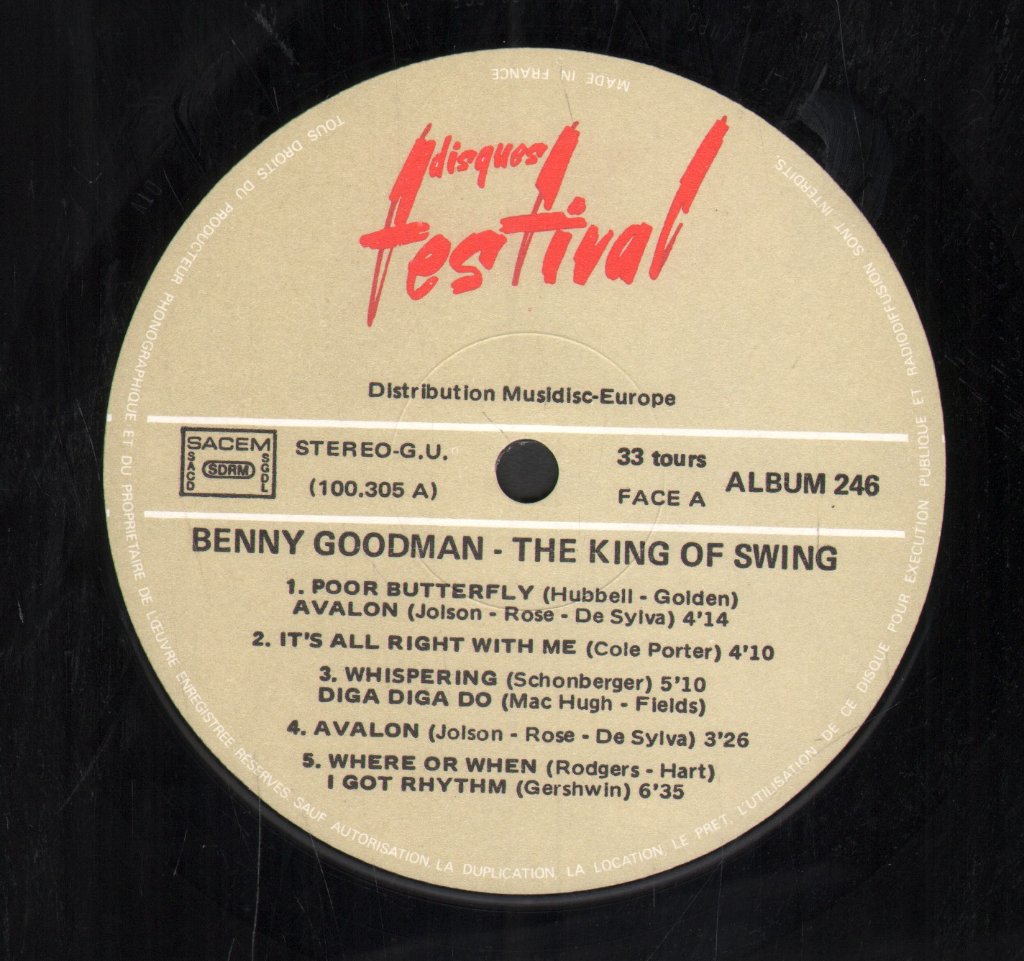 MADE IN FRANCE
disques
festival
Distribution Musidisc-Europe
SACEM
SACD
SDRM
SGDL
STEREO-G.U.
(100.305 A)
33 tours
FACE A
ALBUM 246
BENNY GOODMAN - THE KING OF SWING
1. POOR BUTTERFLY (Hubbell - Golden)
AVALON (Jolson - Rose - De Sylva) 4'14
2. IT'S ALL RIGHT WITH ME (Cole Porter) 4'10
3. WHISPERING (Schonberger) 5'10
DIGA DIGA DO (Mac Hugh - Fields)
4. AVALON (Jolson - Rose - De Sylva) 3'26
5. WHERE OR WHEN (Rodgers - Hart)
I GOT RHYTHM (Gershwin) 6'35
TOUS DROITS DU PRODUCTEUR PHONOGRAPHIQUE ET DU PROPRIETAIRE DE L'ŒUVRE ENREGISTREE RESERVES. SAUF AUTORISATION, LA DUPLICATION, LA LOCATION, LE PRET, L'UTILISATION DE CE DISQUE POUR EXECUTION PUBLIQUE ET RADIODIFFUSION SONT INTERDITS